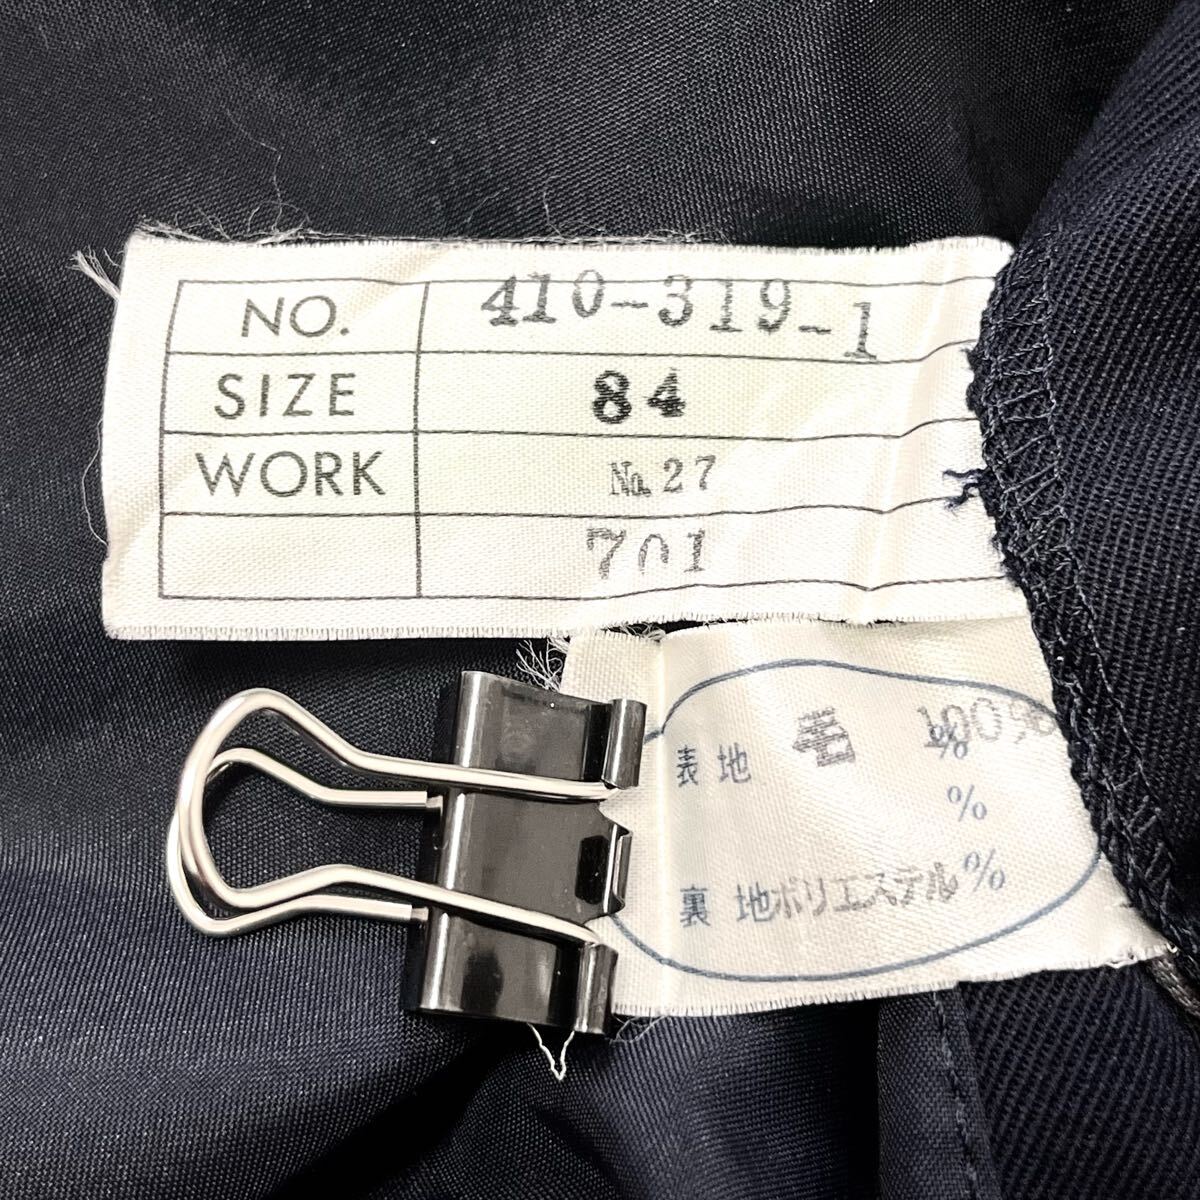 NO. 410-319-1
SIZE 84
WORK No. 27
701
表地 毛 100%
%
%
裏地ポリエステル%